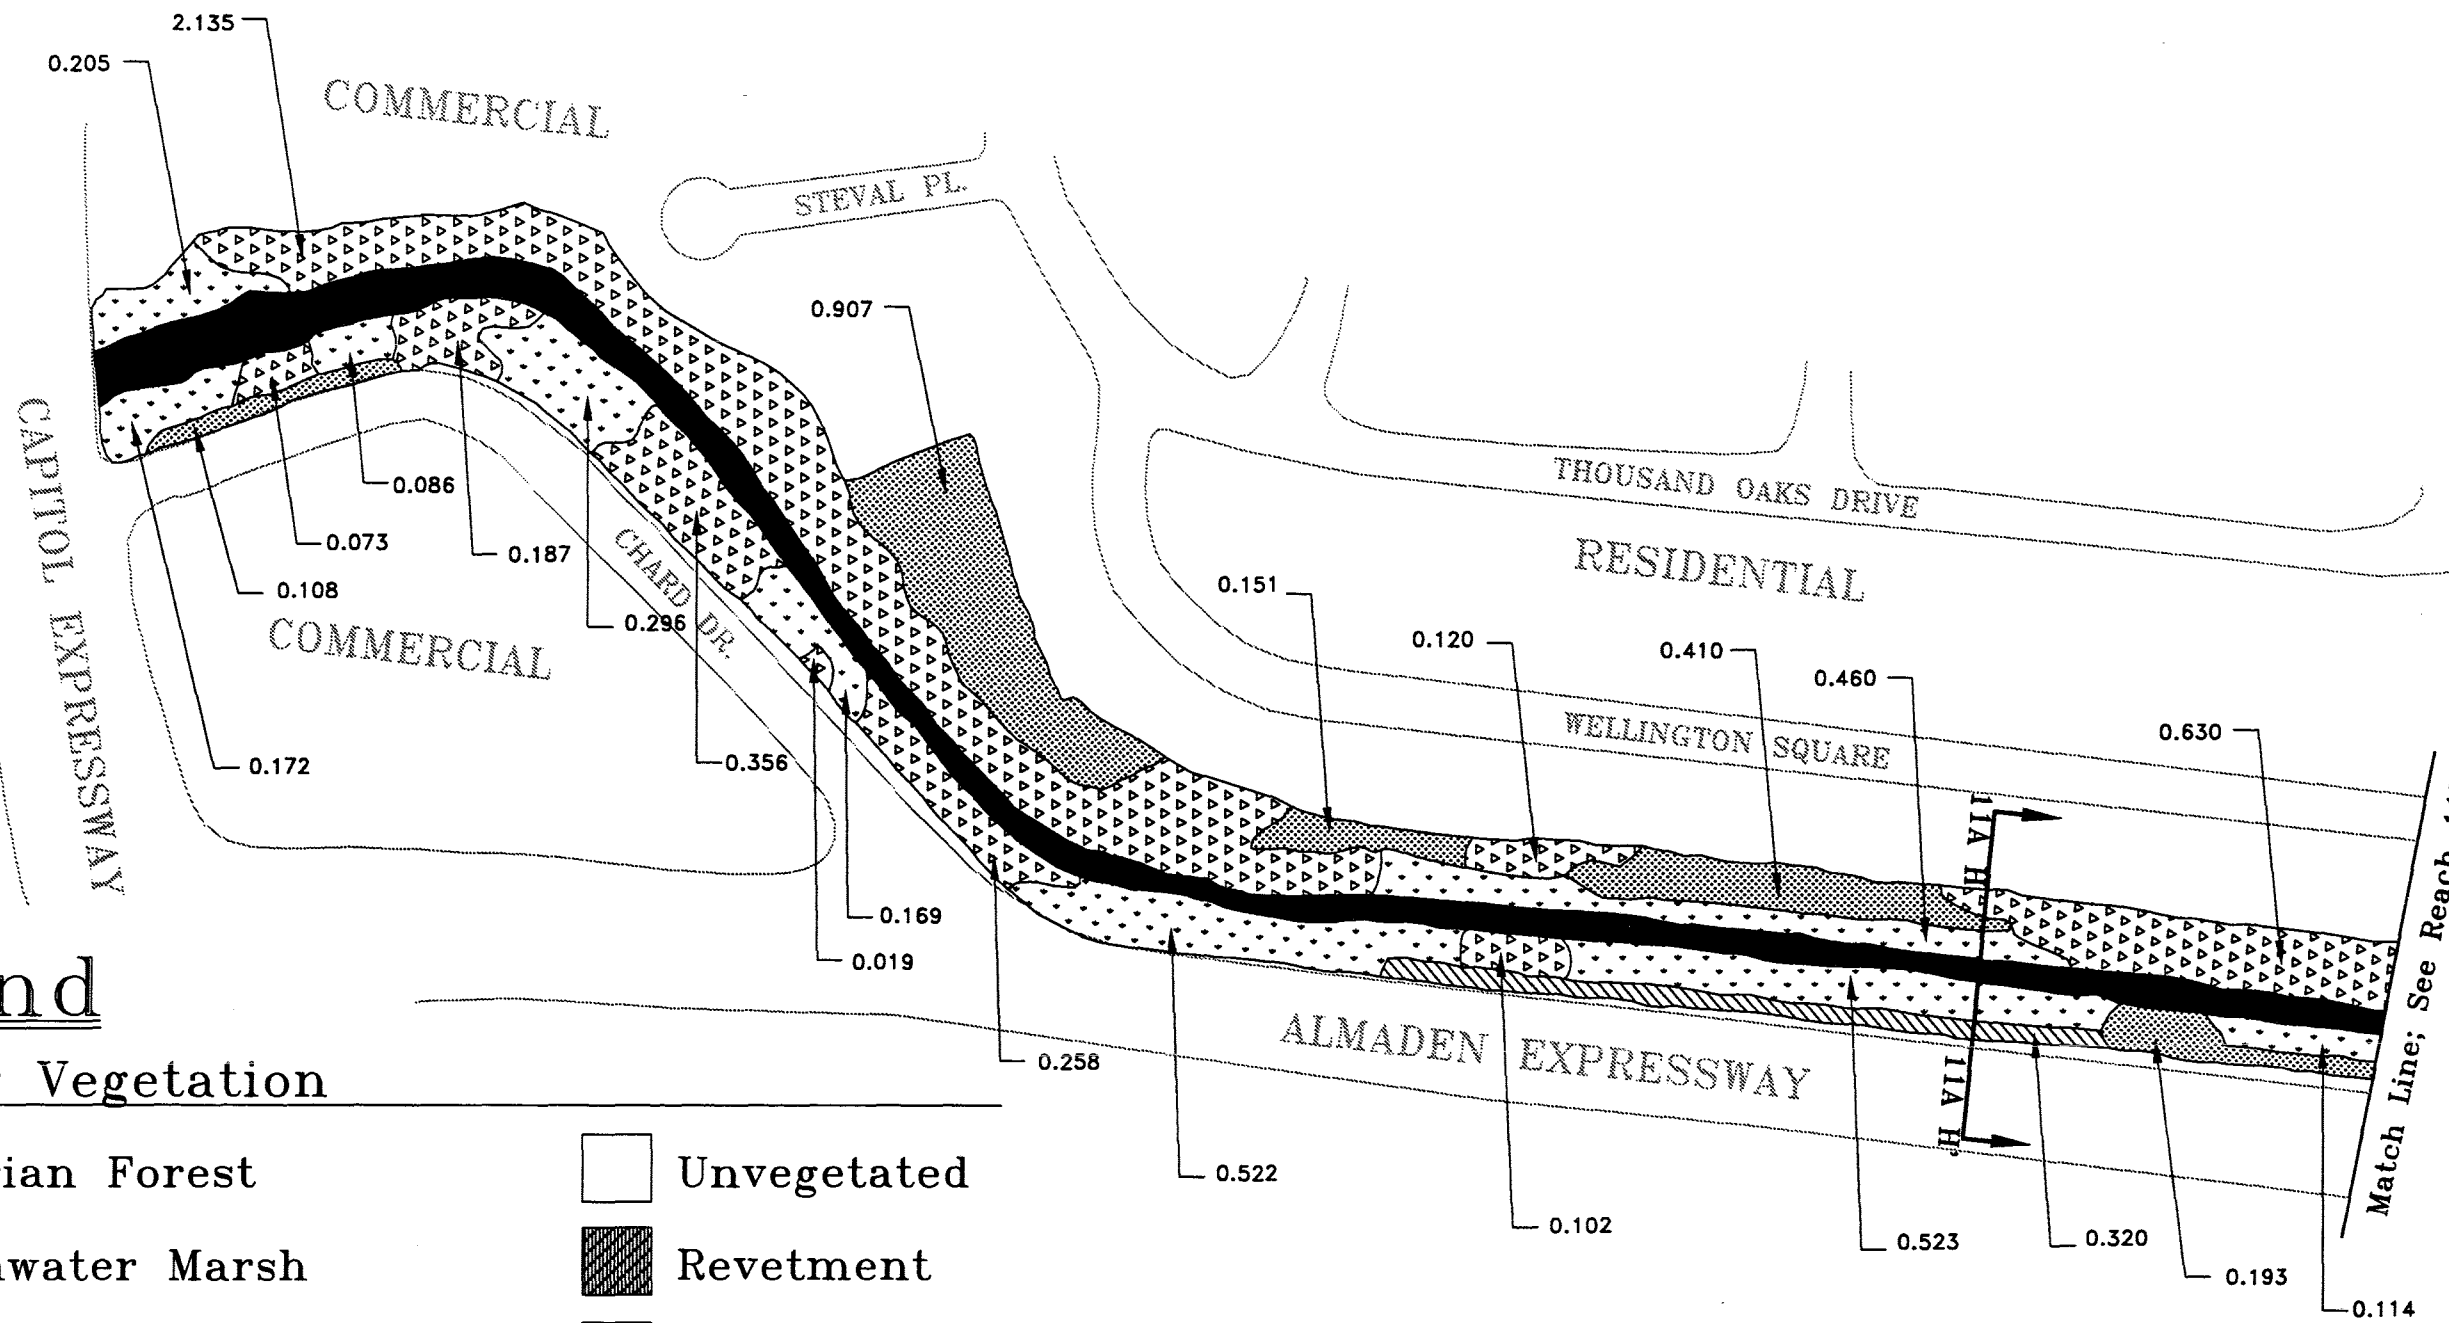 2.135
0.205
COMMERCIAL
STEVAL PL.
0.907
CAPITOL EXPRESSWAY
0.086
0.073
0.187
0.108
0.296
CHARD DR.
COMMERCIAL
0.172
0.356
THOUSAND OAKS DRIVE
RESIDENTIAL
0.151
0.120
0.410
0.460
0.630
WELLINGTON SQUARE
11A H
0.169
0.019
0.258
ALMADEN EXPRESSWAY
11A H'
0.522
0.102
0.523
0.320
0.193
0.114
Match Line; See Reach
nd
Vegetation
ian Forest
Unvegetated
water Marsh
Revetment